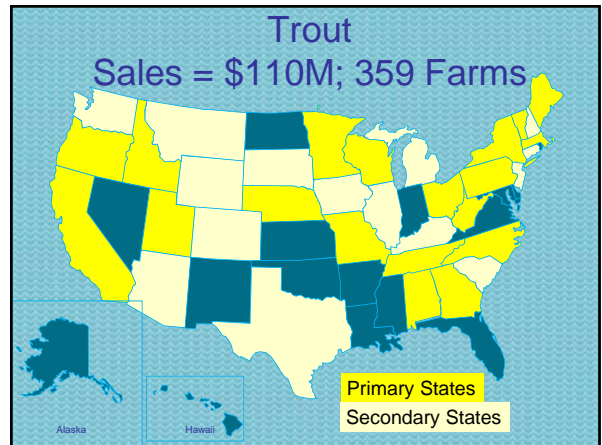 Trout
Sales = $110M; 359 Farms
Primary States
Secondary States
Alaska
Hawaii